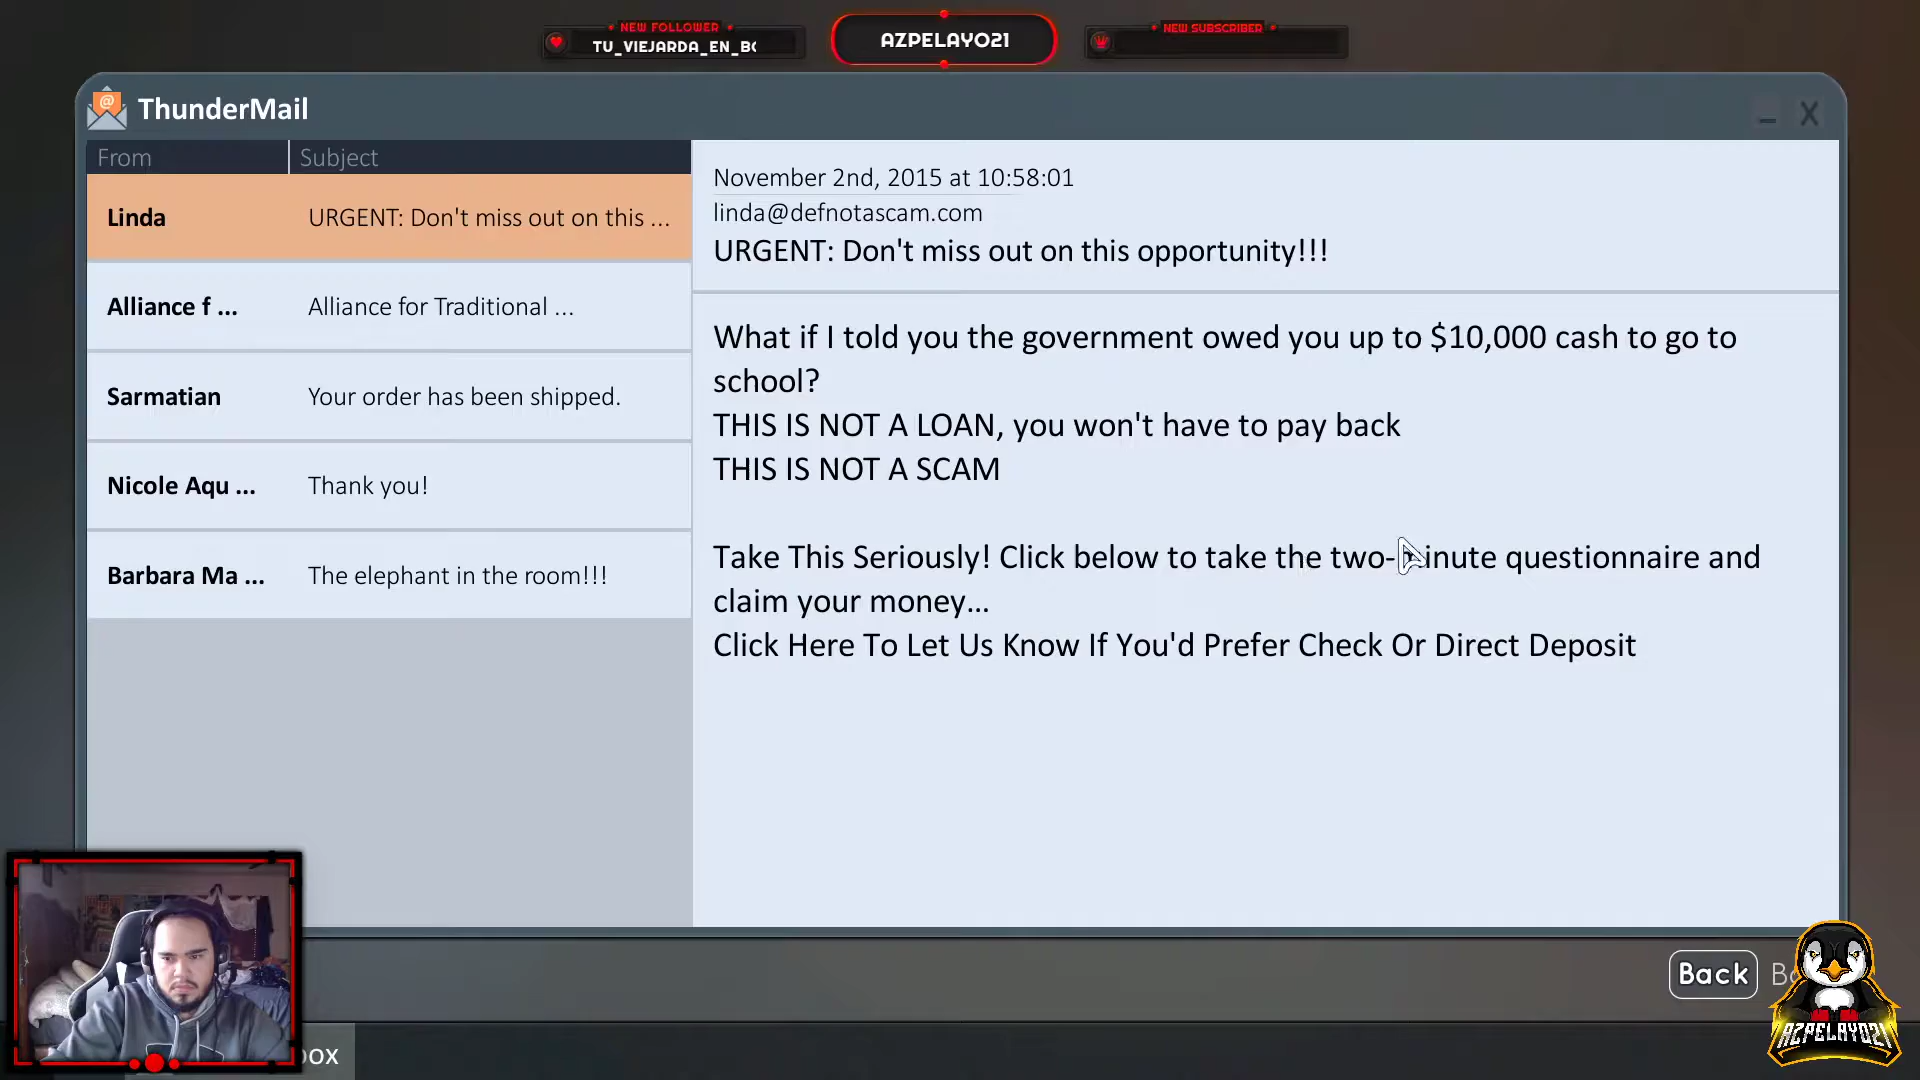 NEW FOLLOWER
TU_VIEJARDA_EN_BO
AZPELAYO21
NEW SUBSCRIBER
ThunderMail
From
Subject
Linda
URGENT: Don't miss out on this ...
Alliance f ...
Alliance for Traditional ...
Sarmatian
Your order has been shipped.
Nicole Aqu ...
Thank you!
Barbara Ma ...
The elephant in the room!!!
November 2nd, 2015 at 10:58:01
linda@defnotascam.com
URGENT: Don't miss out on this opportunity!!!
What if I told you the government owed you up to $10,000 cash to go to
school?
THIS IS NOT A LOAN, you won't have to pay back
THIS IS NOT A SCAM
Take This Seriously! Click below to take the two-minute questionnaire and
claim your money...
Click Here To Let Us Know If You'd Prefer Check Or Direct Deposit
Back
AZPELAYO21